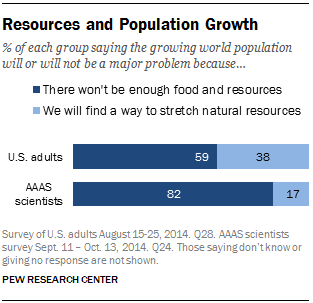 Resources and Population Growth
% of each group saying the growing world population
will or will not be a major problem because...
There won't be enough food and resources
We will find a way to stretch natural resources
U.S. adults 59 38
AAAS
scientists 82 17
Survey of U.S. adults August 15-25, 2014. Q28. AAAS scientists
survey Sept. 11 – Oct. 13, 2014. Q24. Those saying don't know or
giving no response are not shown.
PEW RESEARCH CENTER